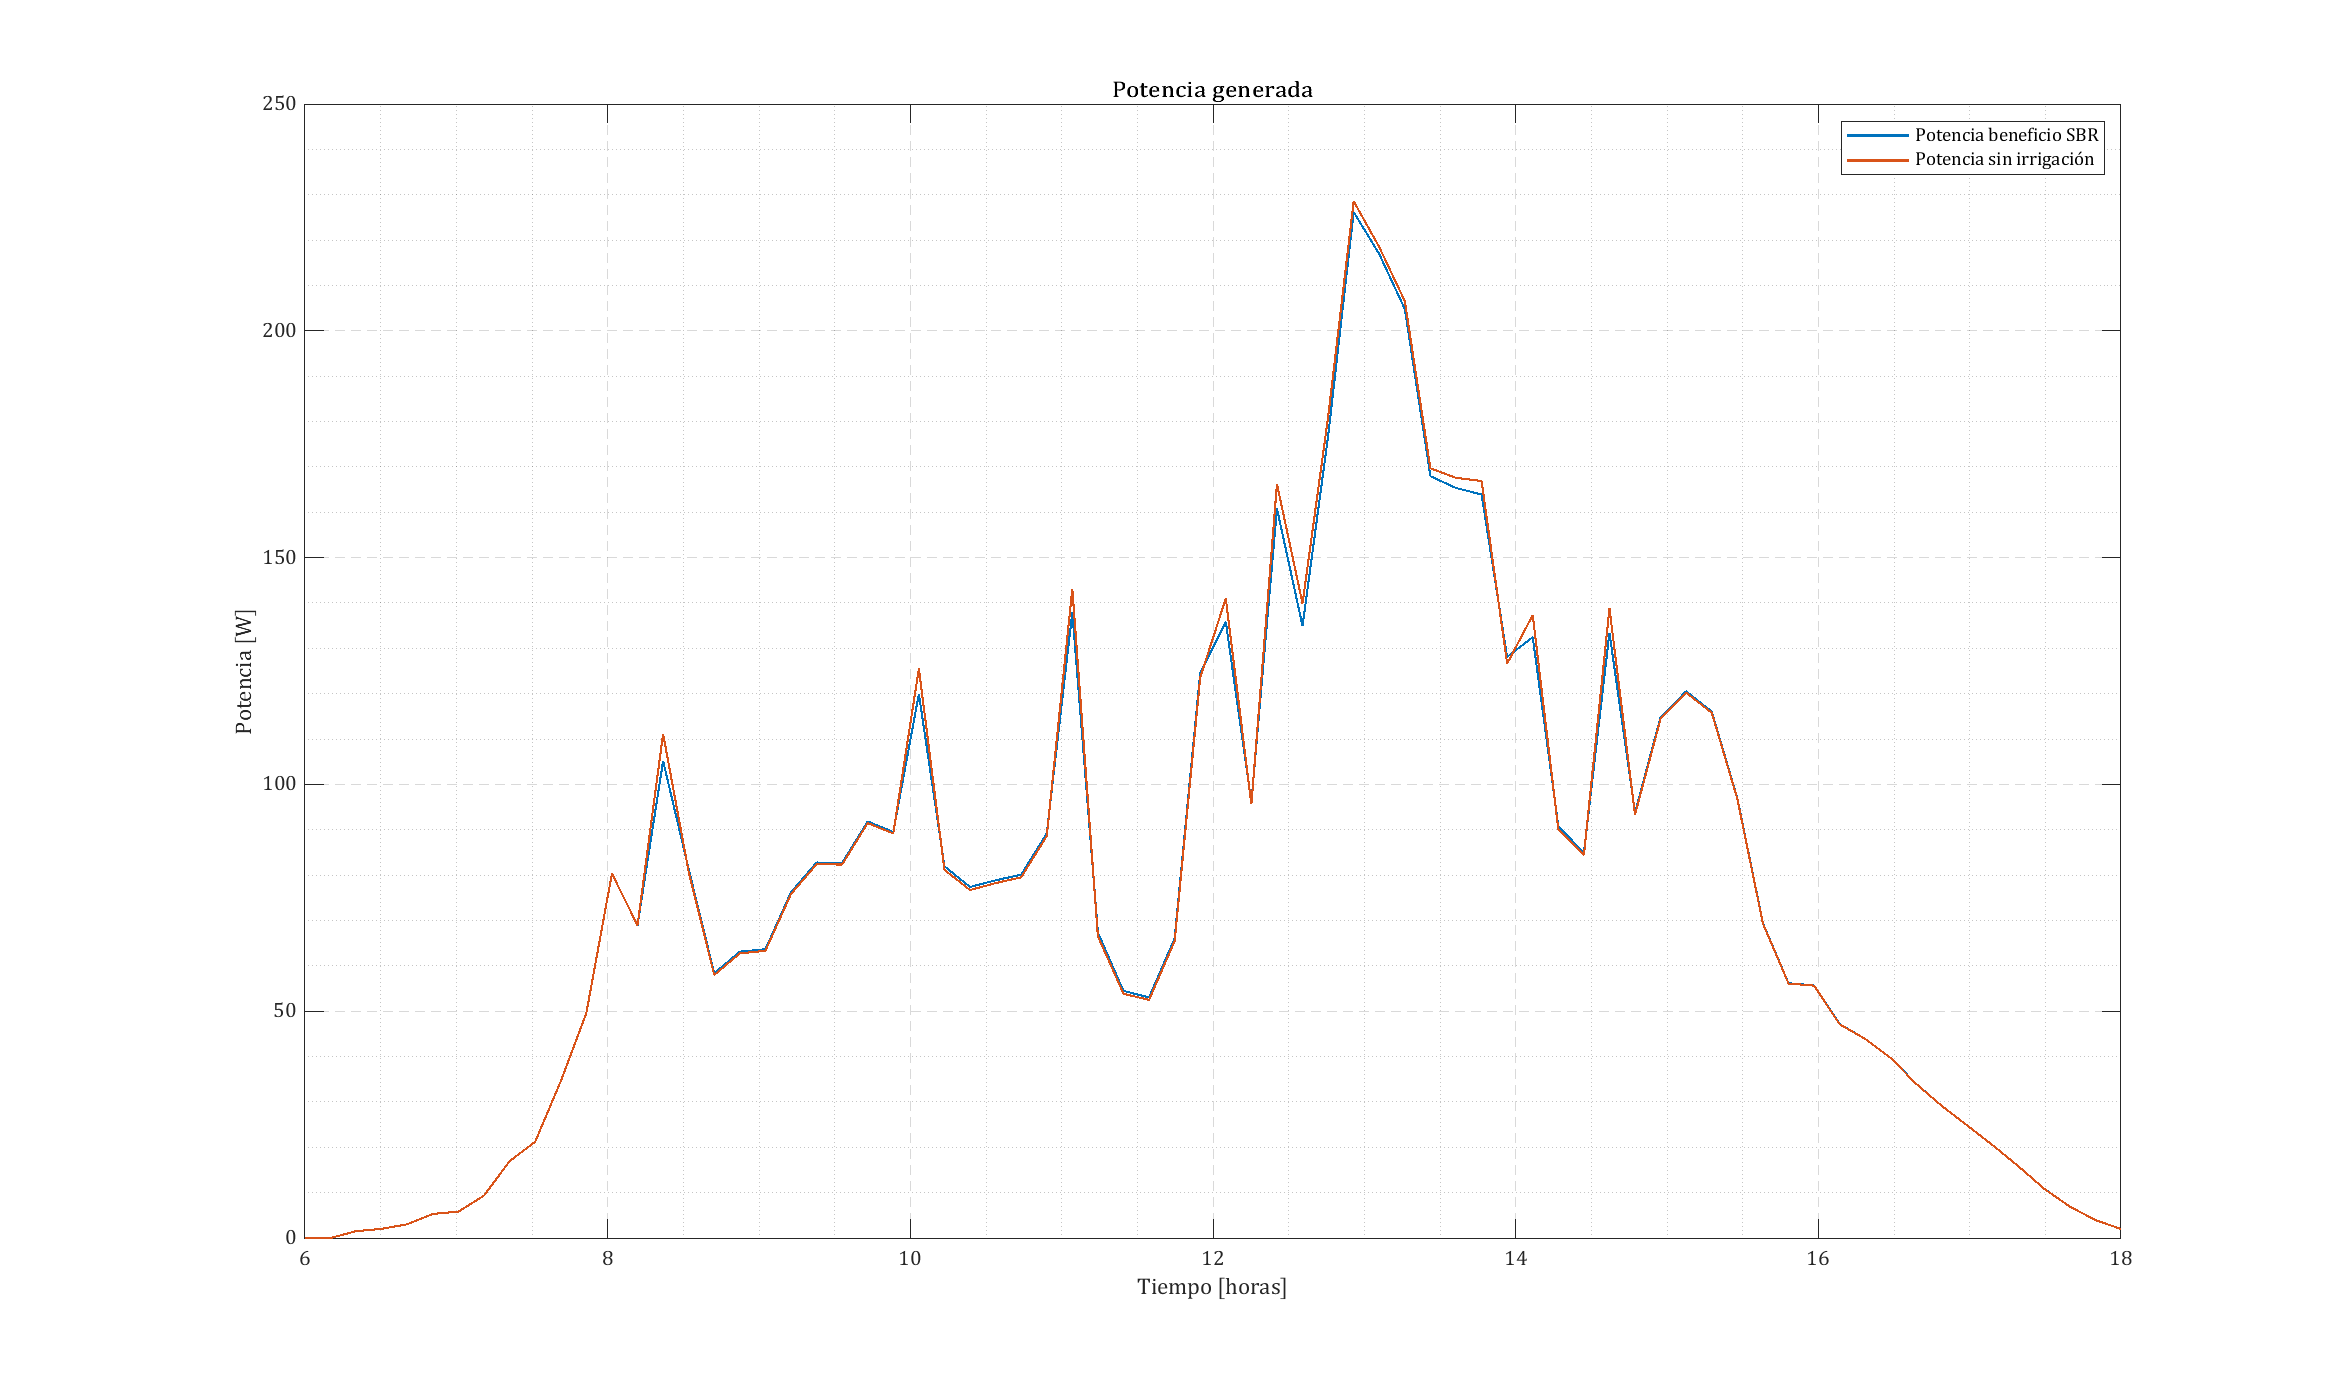 Potencia generada
250
200
150
100
50
0
Potencia [W]
Potencia beneficio SBR
Potencia sin irrigación
6 8 10 12 14 16 18
Tiempo [horas]